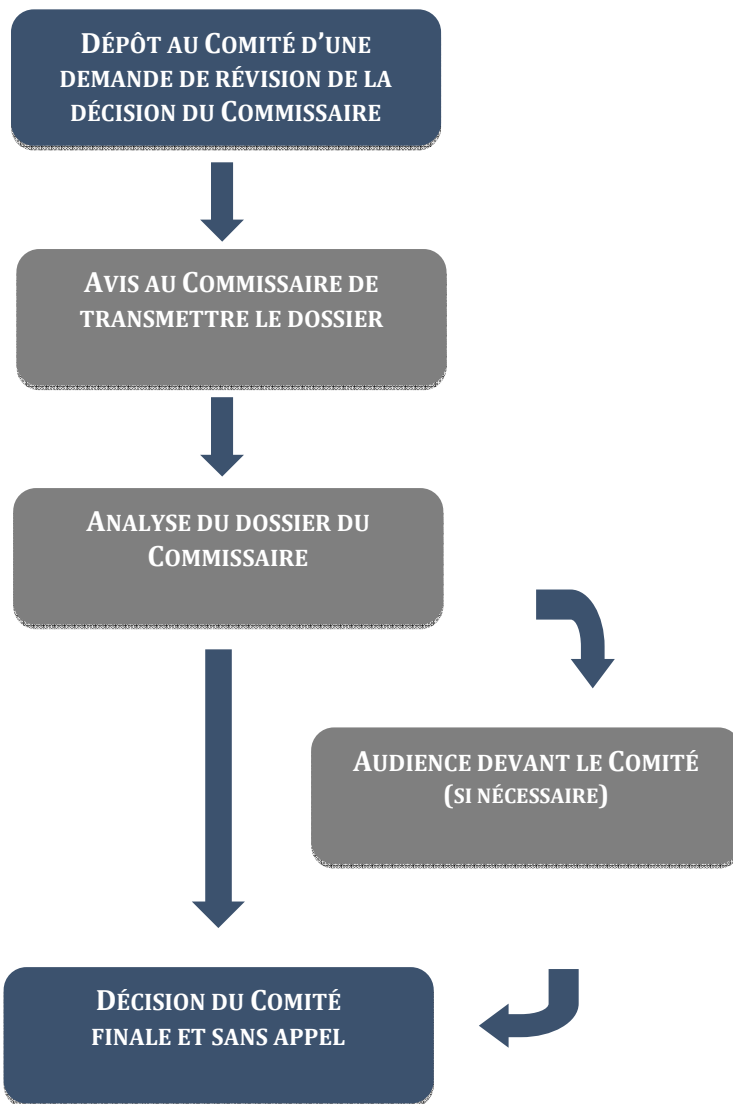 DÉPÔT AU COMITÉ D'UNE
DEMANDE DE RÉVISION DE LA
DÉCISION DU COMMISSAIRE
AVIS AU COMMISSAIRE DE
TRANSMETTRE LE DOSSIER
ANALYSE DU DOSSIER DU
COMMISSAIRE
AUDIENCE DEVANT LE COMITÉ
(SI NÉCESSAIRE)
DÉCISION DU COMITÉ
FINALE ET SANS APPEL